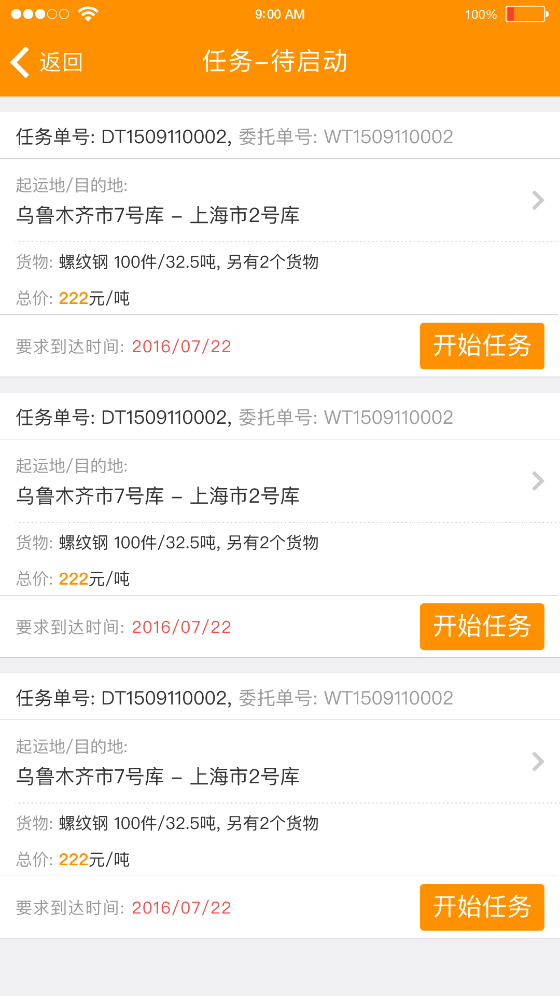 9:00 AM 100%
返回 任务-待启动
任务单号: DT1509110002, 委托单号: WT1509110002
起运地/目的地:
乌鲁木齐市7号库 - 上海市2号库
货物: 螺纹钢 100件/32.5吨, 另有2个货物
总价: 222元/吨
要求到达时间: 2016/07/22 开始任务
任务单号: DT1509110002, 委托单号: WT1509110002
起运地/目的地:
乌鲁木齐市7号库 - 上海市2号库
货物: 螺纹钢 100件/32.5吨, 另有2个货物
总价: 222元/吨
要求到达时间: 2016/07/22 开始任务
任务单号: DT1509110002, 委托单号: WT1509110002
起运地/目的地:
乌鲁木齐市7号库 - 上海市2号库
货物: 螺纹钢 100件/32.5吨, 另有2个货物
总价: 222元/吨
要求到达时间: 2016/07/22 开始任务